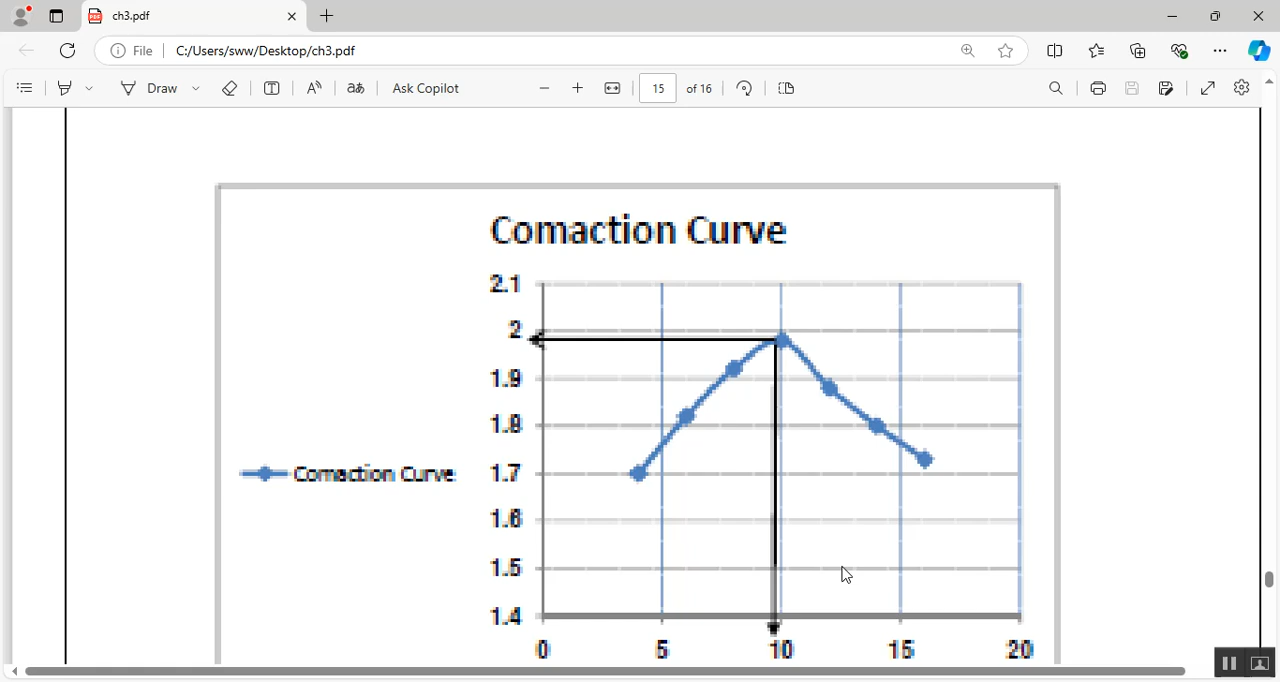 ch3.pdf
File C:/Users/sww/Desktop/ch3.pdf
Draw aあ Ask Copilot 15 of 16
Comaction Curve
2.1
2
1.9
1.8
Comaction Curve 1.7
1.6
1.5
1.4
0 5 10 15 20